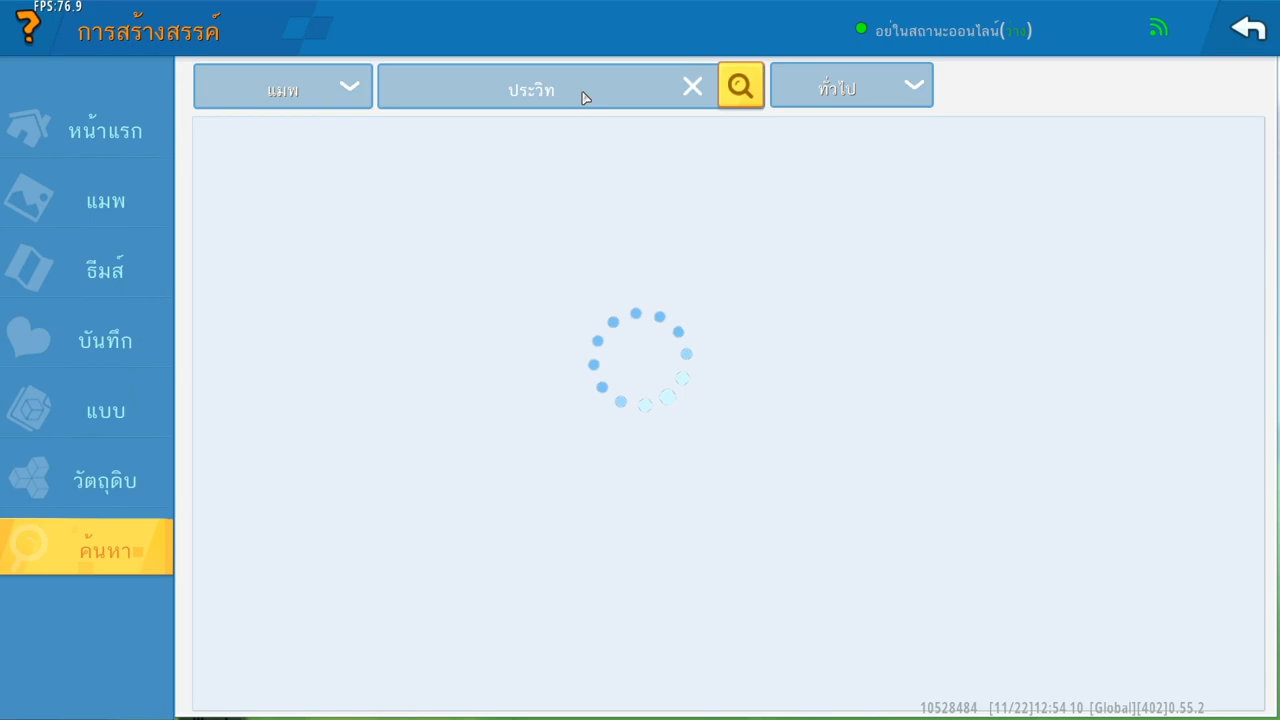 FPS:76.9
การสร้างสรรค์
อยู่ในสถานะออนไลน์(ว่าง)
แมพ
ประวิท
ทั่วไป
หน้าแรก
แมพ
ธีมส์
บันทึก
แบบ
วัตถุดิบ
ค้นหา
10528484 [11/22]12:54 10 [Global][402]0.55.2